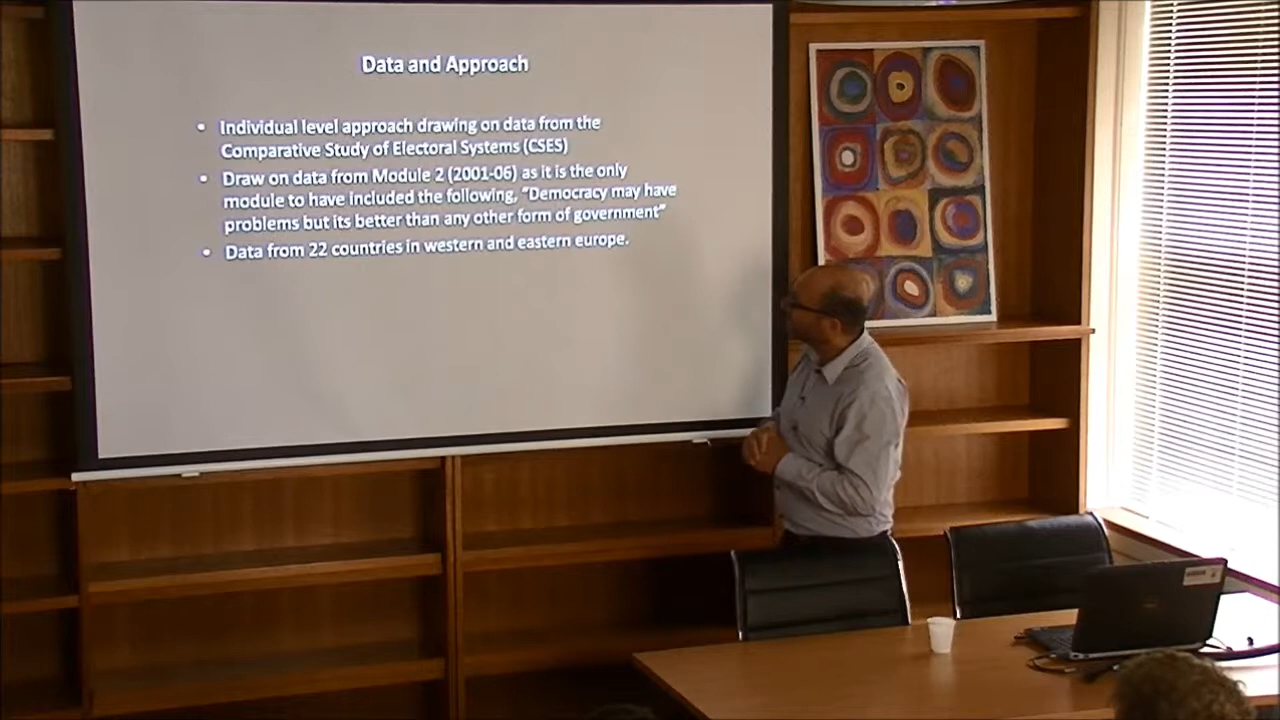 Data and Approach
• Individual level approach drawing on data from the
Comparative Study of Electoral Systems (CSES)
• Draw on data from Module 2 (2001-06) as it is the only
module to have included the following, “Democracy may have
problems but its better than any other form of government”
• Data from 22 countries in western and eastern europe.